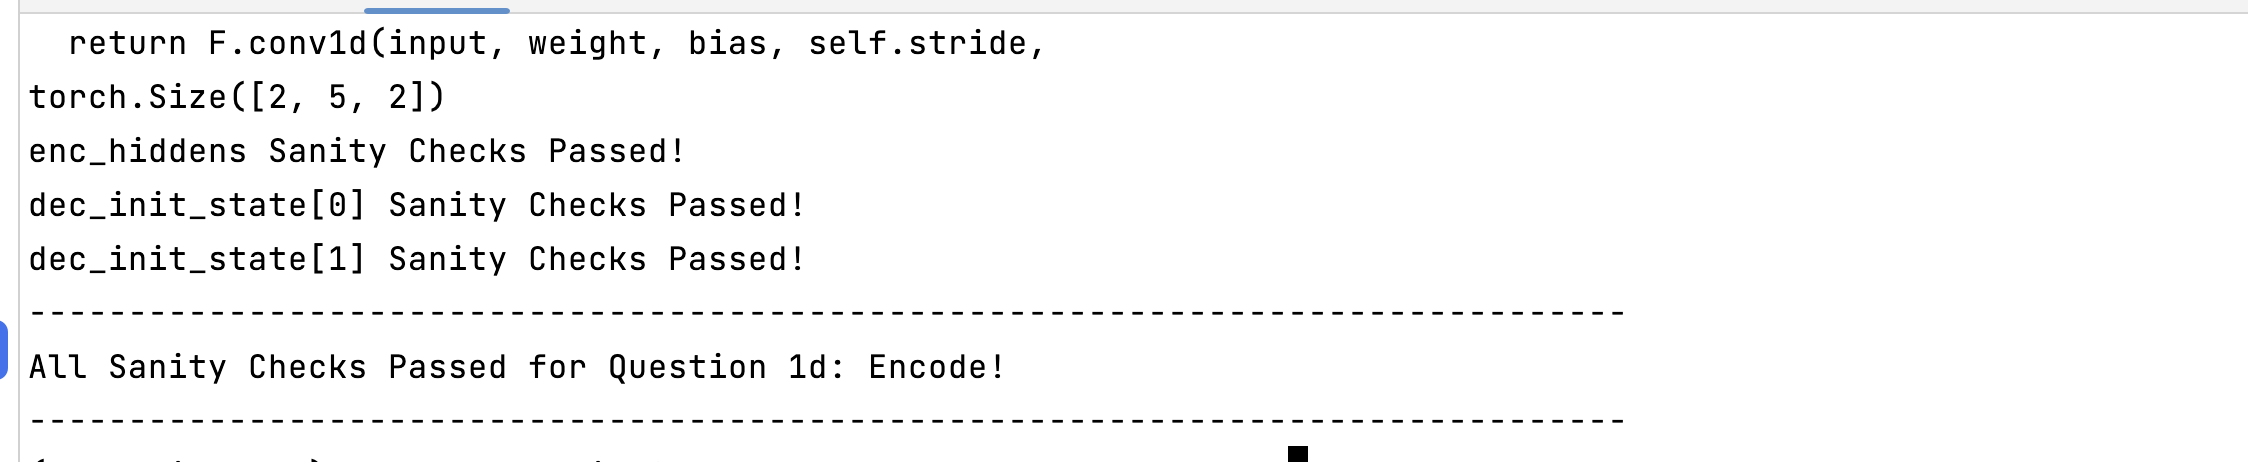 return F.conv1d(input, weight, bias, self.stride,
torch.Size([2, 5, 2])
enc_hiddens Sanity Checks Passed!
dec_init_state[0] Sanity Checks Passed!
dec_init_state[1] Sanity Checks Passed!
--------------------------------------------------------------------------------
All Sanity Checks Passed for Question 1d: Encode!
--------------------------------------------------------------------------------